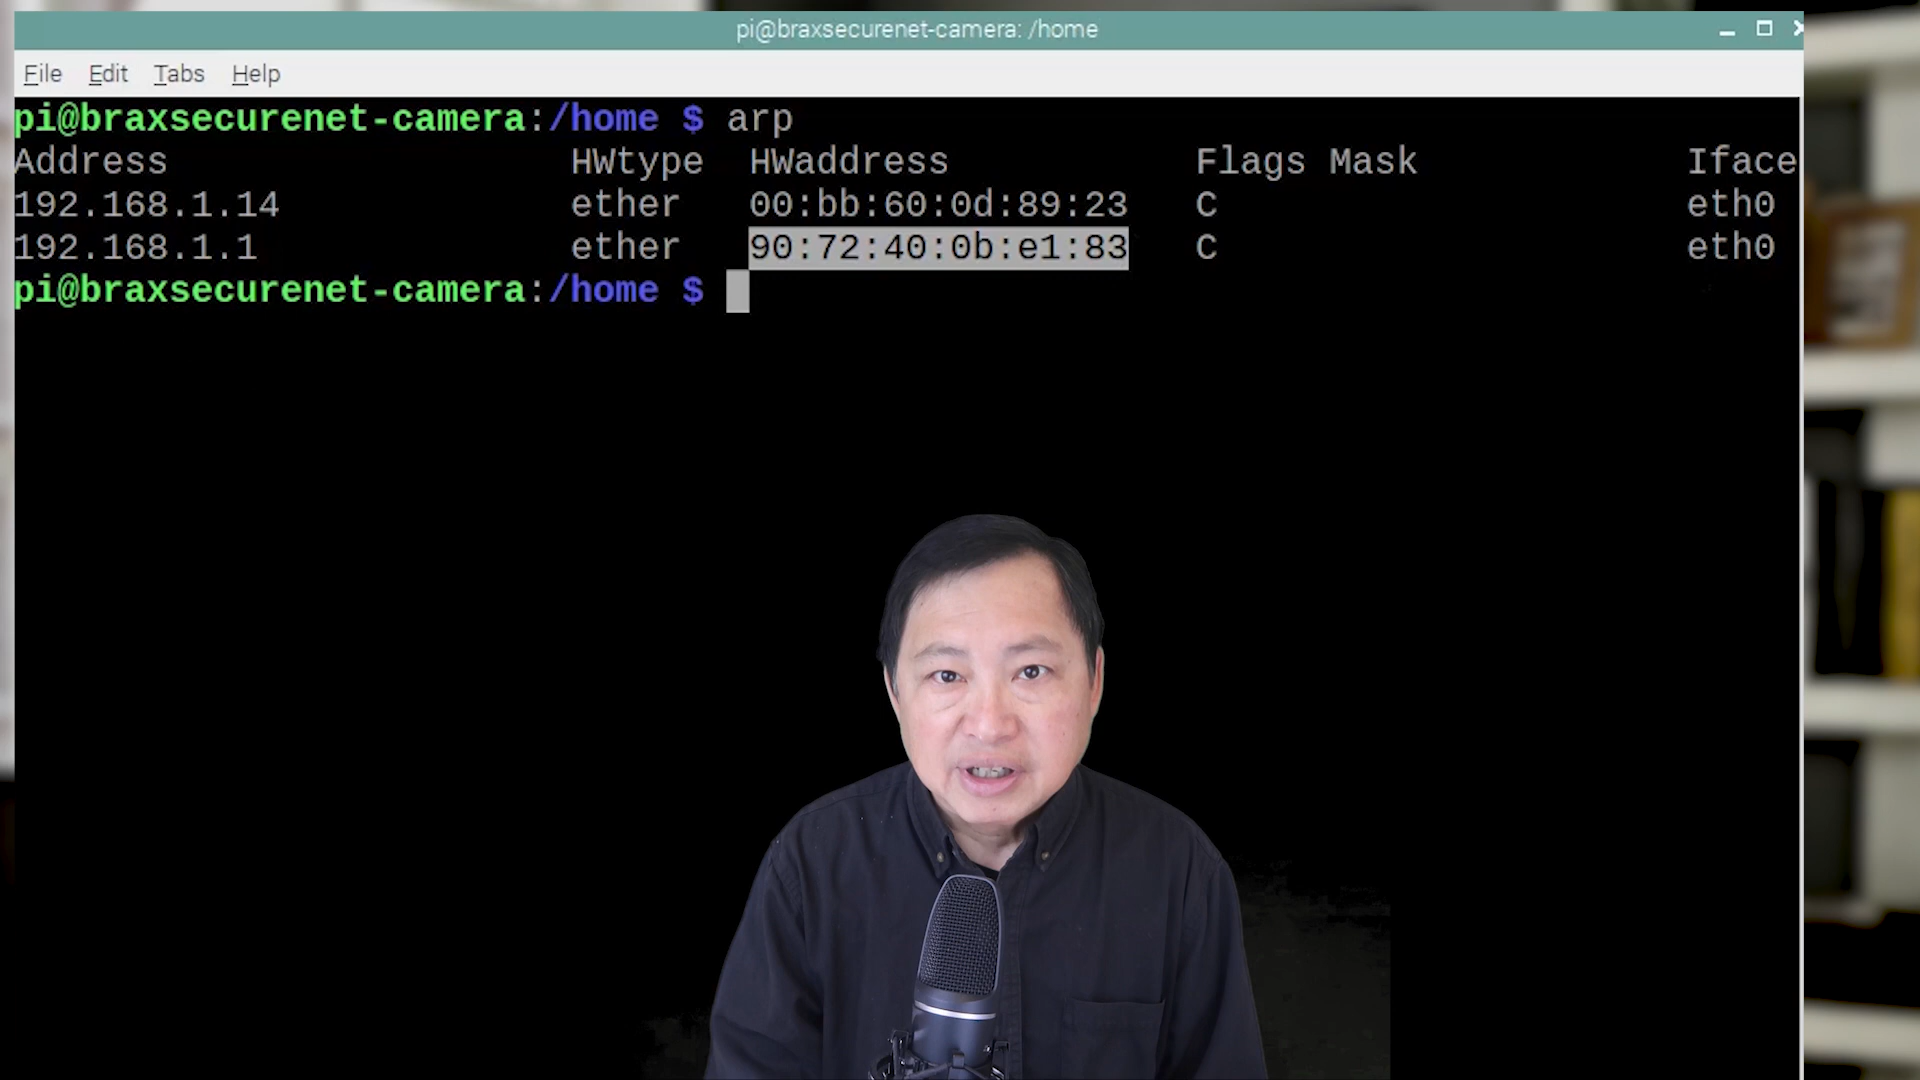 pi@braxsecurenet-camera: /home
File Edit Tabs Help
pi@braxsecurenet-camera:/home $ arp
Address HWtype HWaddress Flags Mask Iface
192.168.1.14 ether 00:bb:60:0d:89:23 C eth0
192.168.1.1 ether 90:72:40:0b:e1:83 C eth0
pi@braxsecurenet-camera:/home $